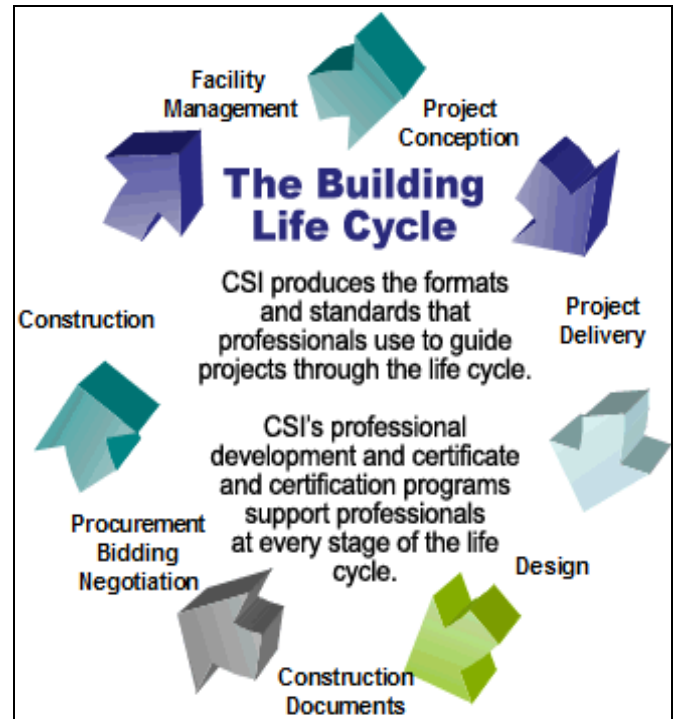 Facility
Management
Project
Conception
The Building
Life Cycle
CSI produces the formats
and standards that
professionals use to guide
projects through the life cycle.
Construction
Project
Delivery
CSI's professional
development and certificate
and certification programs
support professionals
at every stage of the life
cycle.
Procurement
Bidding
Negotiation
Design
Construction
Documents